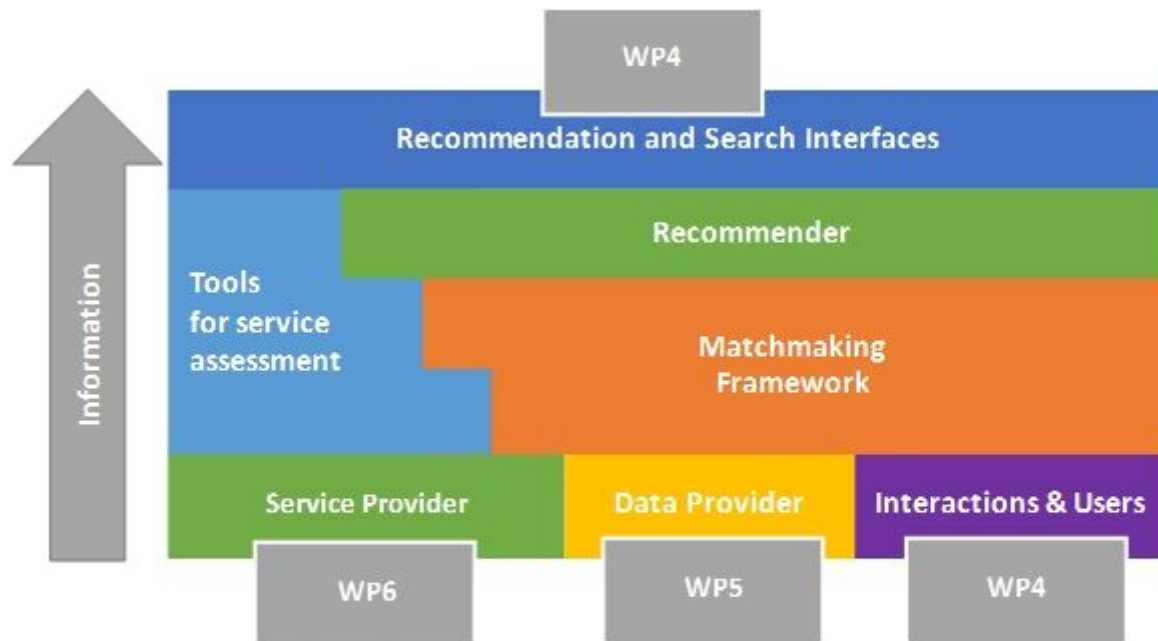 WP4
Recommendation and Search Interfaces
Recommender
Tools
for service
assessment
Matchmaking
Framework
Information
Service Provider
Data Provider
Interactions & Users
WP6
WP5
WP4